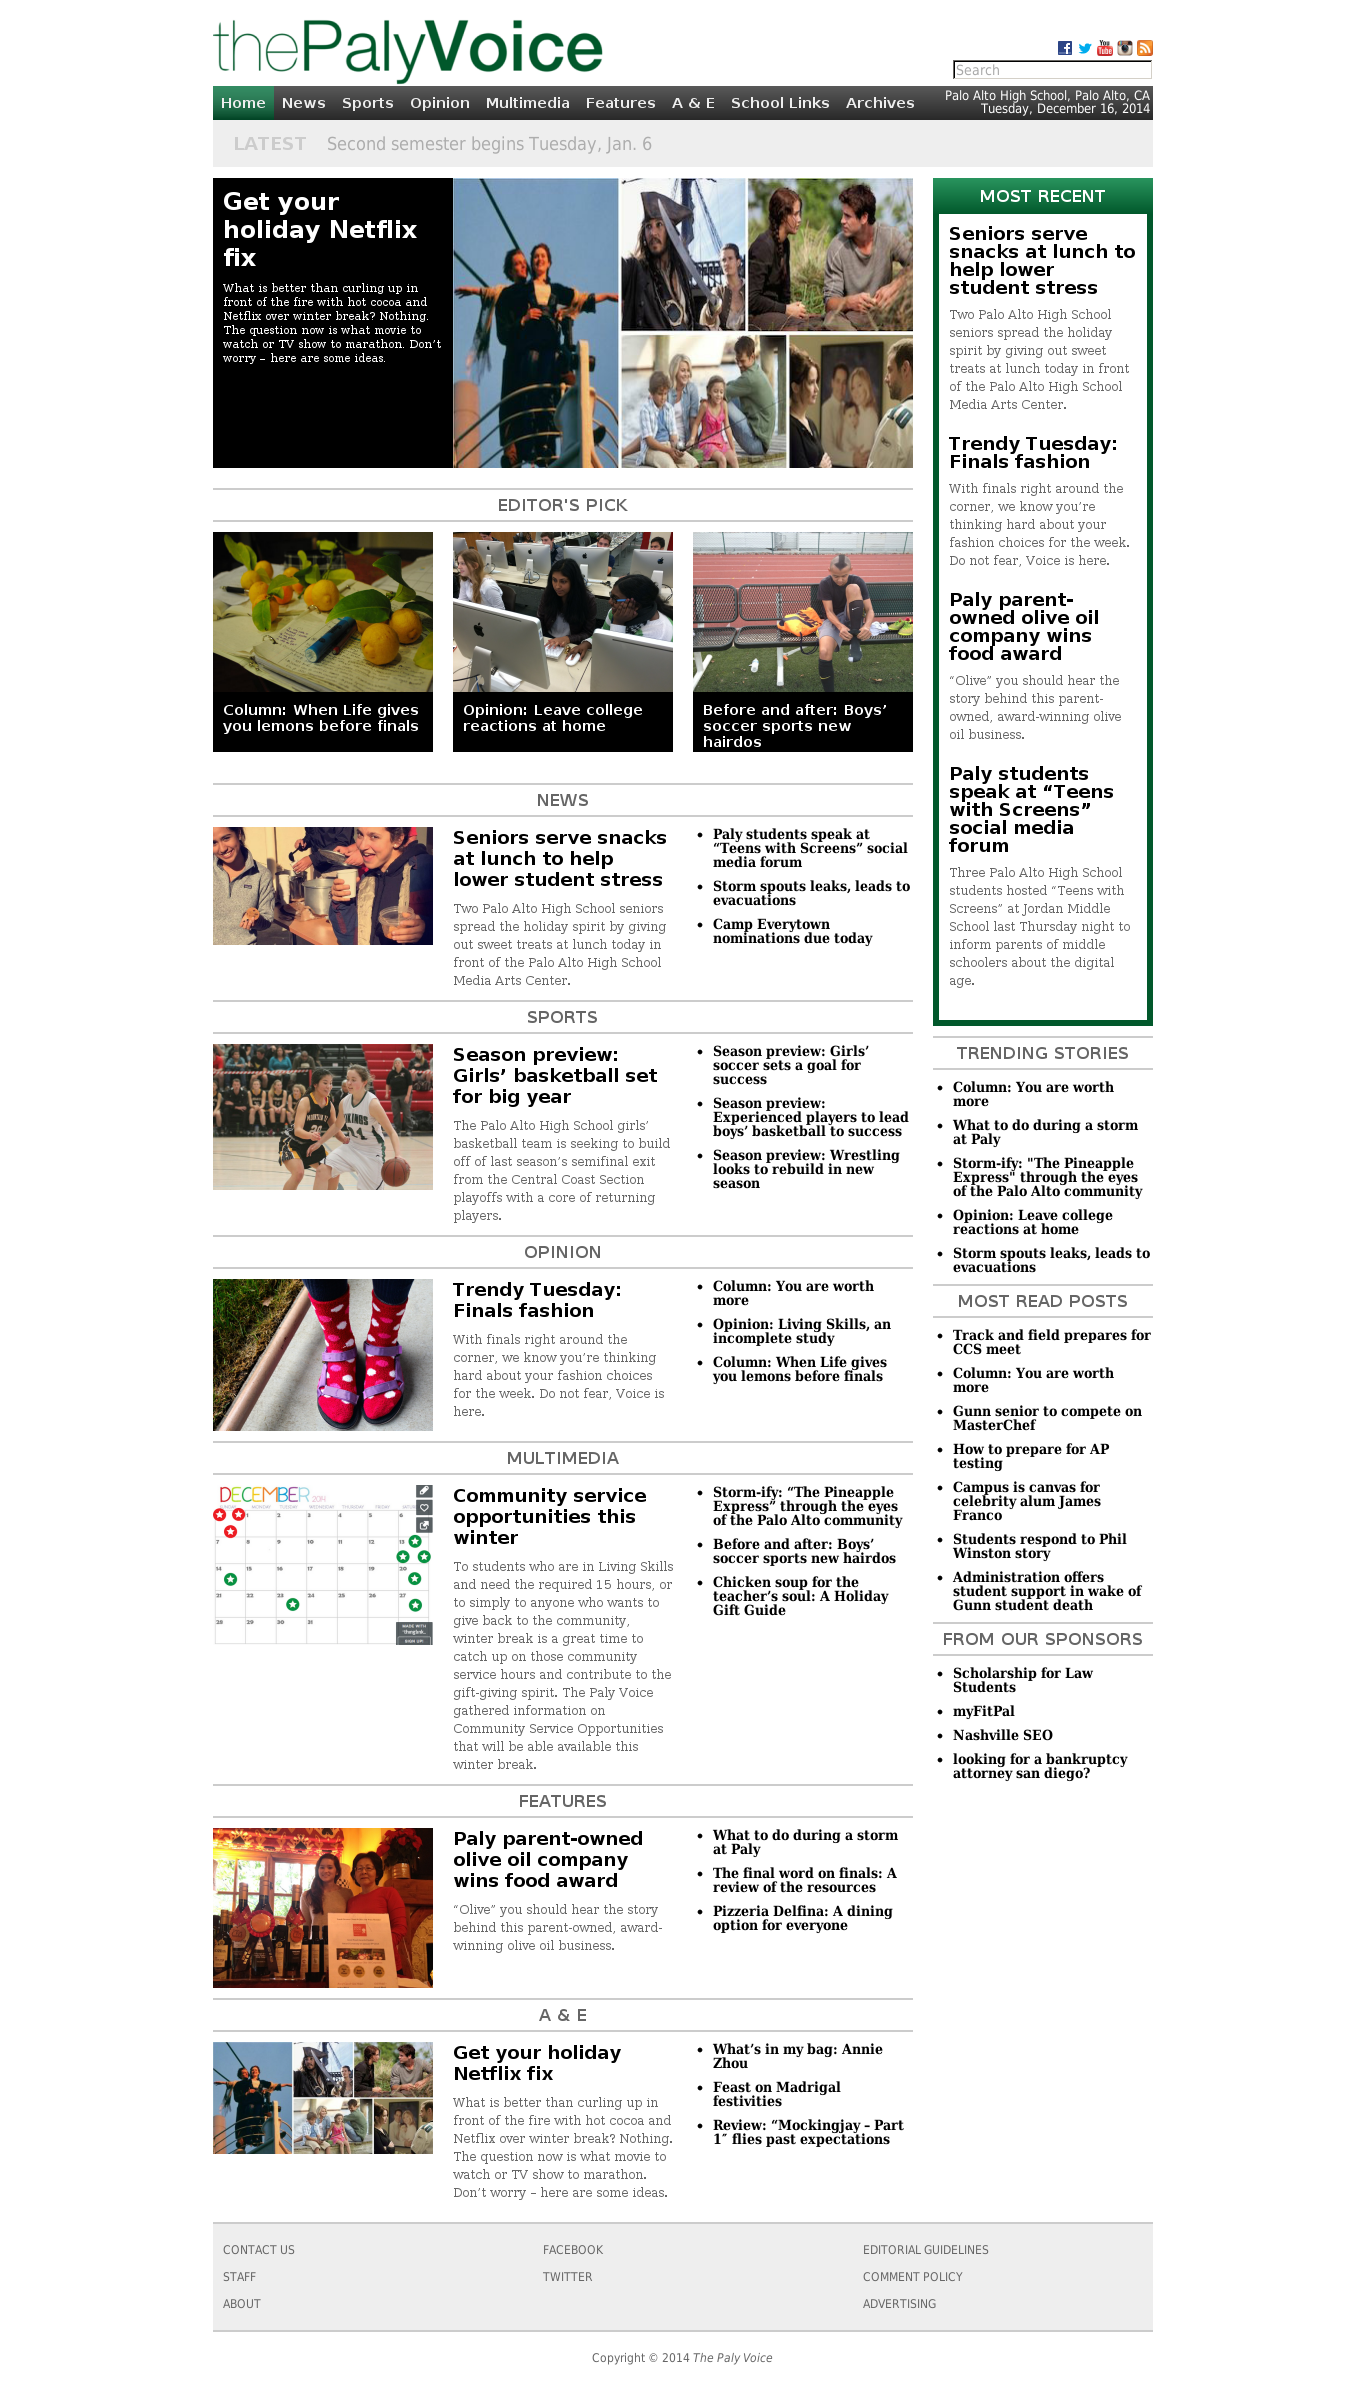 thePalyVoice
Search
Home News Sports Opinion Multimedia Features A & E School Links Archives
Palo Alto High School, Palo Alto, CA
Tuesday, December 16, 2014
LATEST Second semester begins Tuesday, Jan. 6
Get your
holiday Netflix
fix
What is better than curling up in
front of the fire with hot cocoa and
Netflix over winter break? Nothing.
The question now is what movie to
watch or TV show to marathon. Don’t
worry – here are some ideas.
EDITOR'S PICK
Column: When Life gives
you lemons before finals
Opinion: Leave college
reactions at home
Before and after: Boys’
soccer sports new
hairdos
NEWS
Seniors serve snacks
at lunch to help
lower student stress
Two Palo Alto High School seniors
spread the holiday spirit by giving
out sweet treats at lunch today in
front of the Palo Alto High School
Media Arts Center.
• Paly students speak at
“Teens with Screens” social
media forum
• Storm spouts leaks, leads to
evacuations
• Camp Everytown
nominations due today
SPORTS
Season preview:
Girls’ basketball set
for big year
The Palo Alto High School girls’
basketball team is seeking to build
off of last season’s semifinal exit
from the Central Coast Section
playoffs with a core of returning
players.
• Season preview: Girls’
soccer sets a goal for
success
• Season preview:
Experienced players to lead
boys’ basketball to success
• Season preview: Wrestling
looks to rebuild in new
season
OPINION
Trendy Tuesday:
Finals fashion
With finals right around the
corner, we know you’re thinking
hard about your fashion choices
for the week. Do not fear, Voice is
here.
• Column: You are worth
more
• Opinion: Living Skills, an
incomplete study
• Column: When Life gives
you lemons before finals
MULTIMEDIA
DECEMBER 2014
Community service
opportunities this
winter
To students who are in Living Skills
and need the required 15 hours, or
to simply to anyone who wants to
give back to the community,
winter break is a great time to
catch up on those community
service hours and contribute to the
gift-giving spirit. The Paly Voice
gathered information on
Community Service Opportunities
that will be able available this
winter break.
• Storm-ify: “The Pineapple
Express” through the eyes
of the Palo Alto community
• Before and after: Boys’
soccer sports new hairdos
• Chicken soup for the
teacher’s soul: A Holiday
Gift Guide
FEATURES
Paly parent-owned
olive oil company
wins food award
“Olive” you should hear the story
behind this parent-owned, award-
winning olive oil business.
• What to do during a storm
at Paly
• The final word on finals: A
review of the resources
• Pizzeria Delfina: A dining
option for everyone
A & E
Get your holiday
Netflix fix
What is better than curling up in
front of the fire with hot cocoa and
Netflix over winter break? Nothing.
The question now is what movie to
watch or TV show to marathon.
Don’t worry – here are some ideas.
• What’s in my bag: Annie
Zhou
• Feast on Madrigal
festivities
• Review: “Mockingjay – Part
1″ flies past expectations
MOST RECENT
Seniors serve
snacks at lunch to
help lower
student stress
Two Palo Alto High School
seniors spread the holiday
spirit by giving out sweet
treats at lunch today in front
of the Palo Alto High School
Media Arts Center.
Trendy Tuesday:
Finals fashion
With finals right around the
corner, we know you’re
thinking hard about your
fashion choices for the week.
Do not fear, Voice is here.
Paly parent-
owned olive oil
company wins
food award
“Olive” you should hear the
story behind this parent-
owned, award-winning olive
oil business.
Paly students
speak at “Teens
with Screens”
social media
forum
Three Palo Alto High School
students hosted “Teens with
Screens” at Jordan Middle
School last Thursday night to
inform parents of middle
schoolers about the digital
age.
TRENDING STORIES
• Column: You are worth
more
• What to do during a storm
at Paly
• Storm-ify: "The Pineapple
Express" through the eyes
of the Palo Alto community
• Opinion: Leave college
reactions at home
• Storm spouts leaks, leads to
evacuations
MOST READ POSTS
• Track and field prepares for
CCS meet
• Column: You are worth
more
• Gunn senior to compete on
MasterChef
• How to prepare for AP
testing
• Campus is canvas for
celebrity alum James
Franco
• Students respond to Phil
Winston story
• Administration offers
student support in wake of
Gunn student death
FROM OUR SPONSORS
• Scholarship for Law
Students
• myFitPal
• Nashville SEO
• looking for a bankruptcy
attorney san diego?
CONTACT US
STAFF
ABOUT
FACEBOOK
TWITTER
EDITORIAL GUIDELINES
COMMENT POLICY
ADVERTISING
Copyright © 2014 The Paly Voice